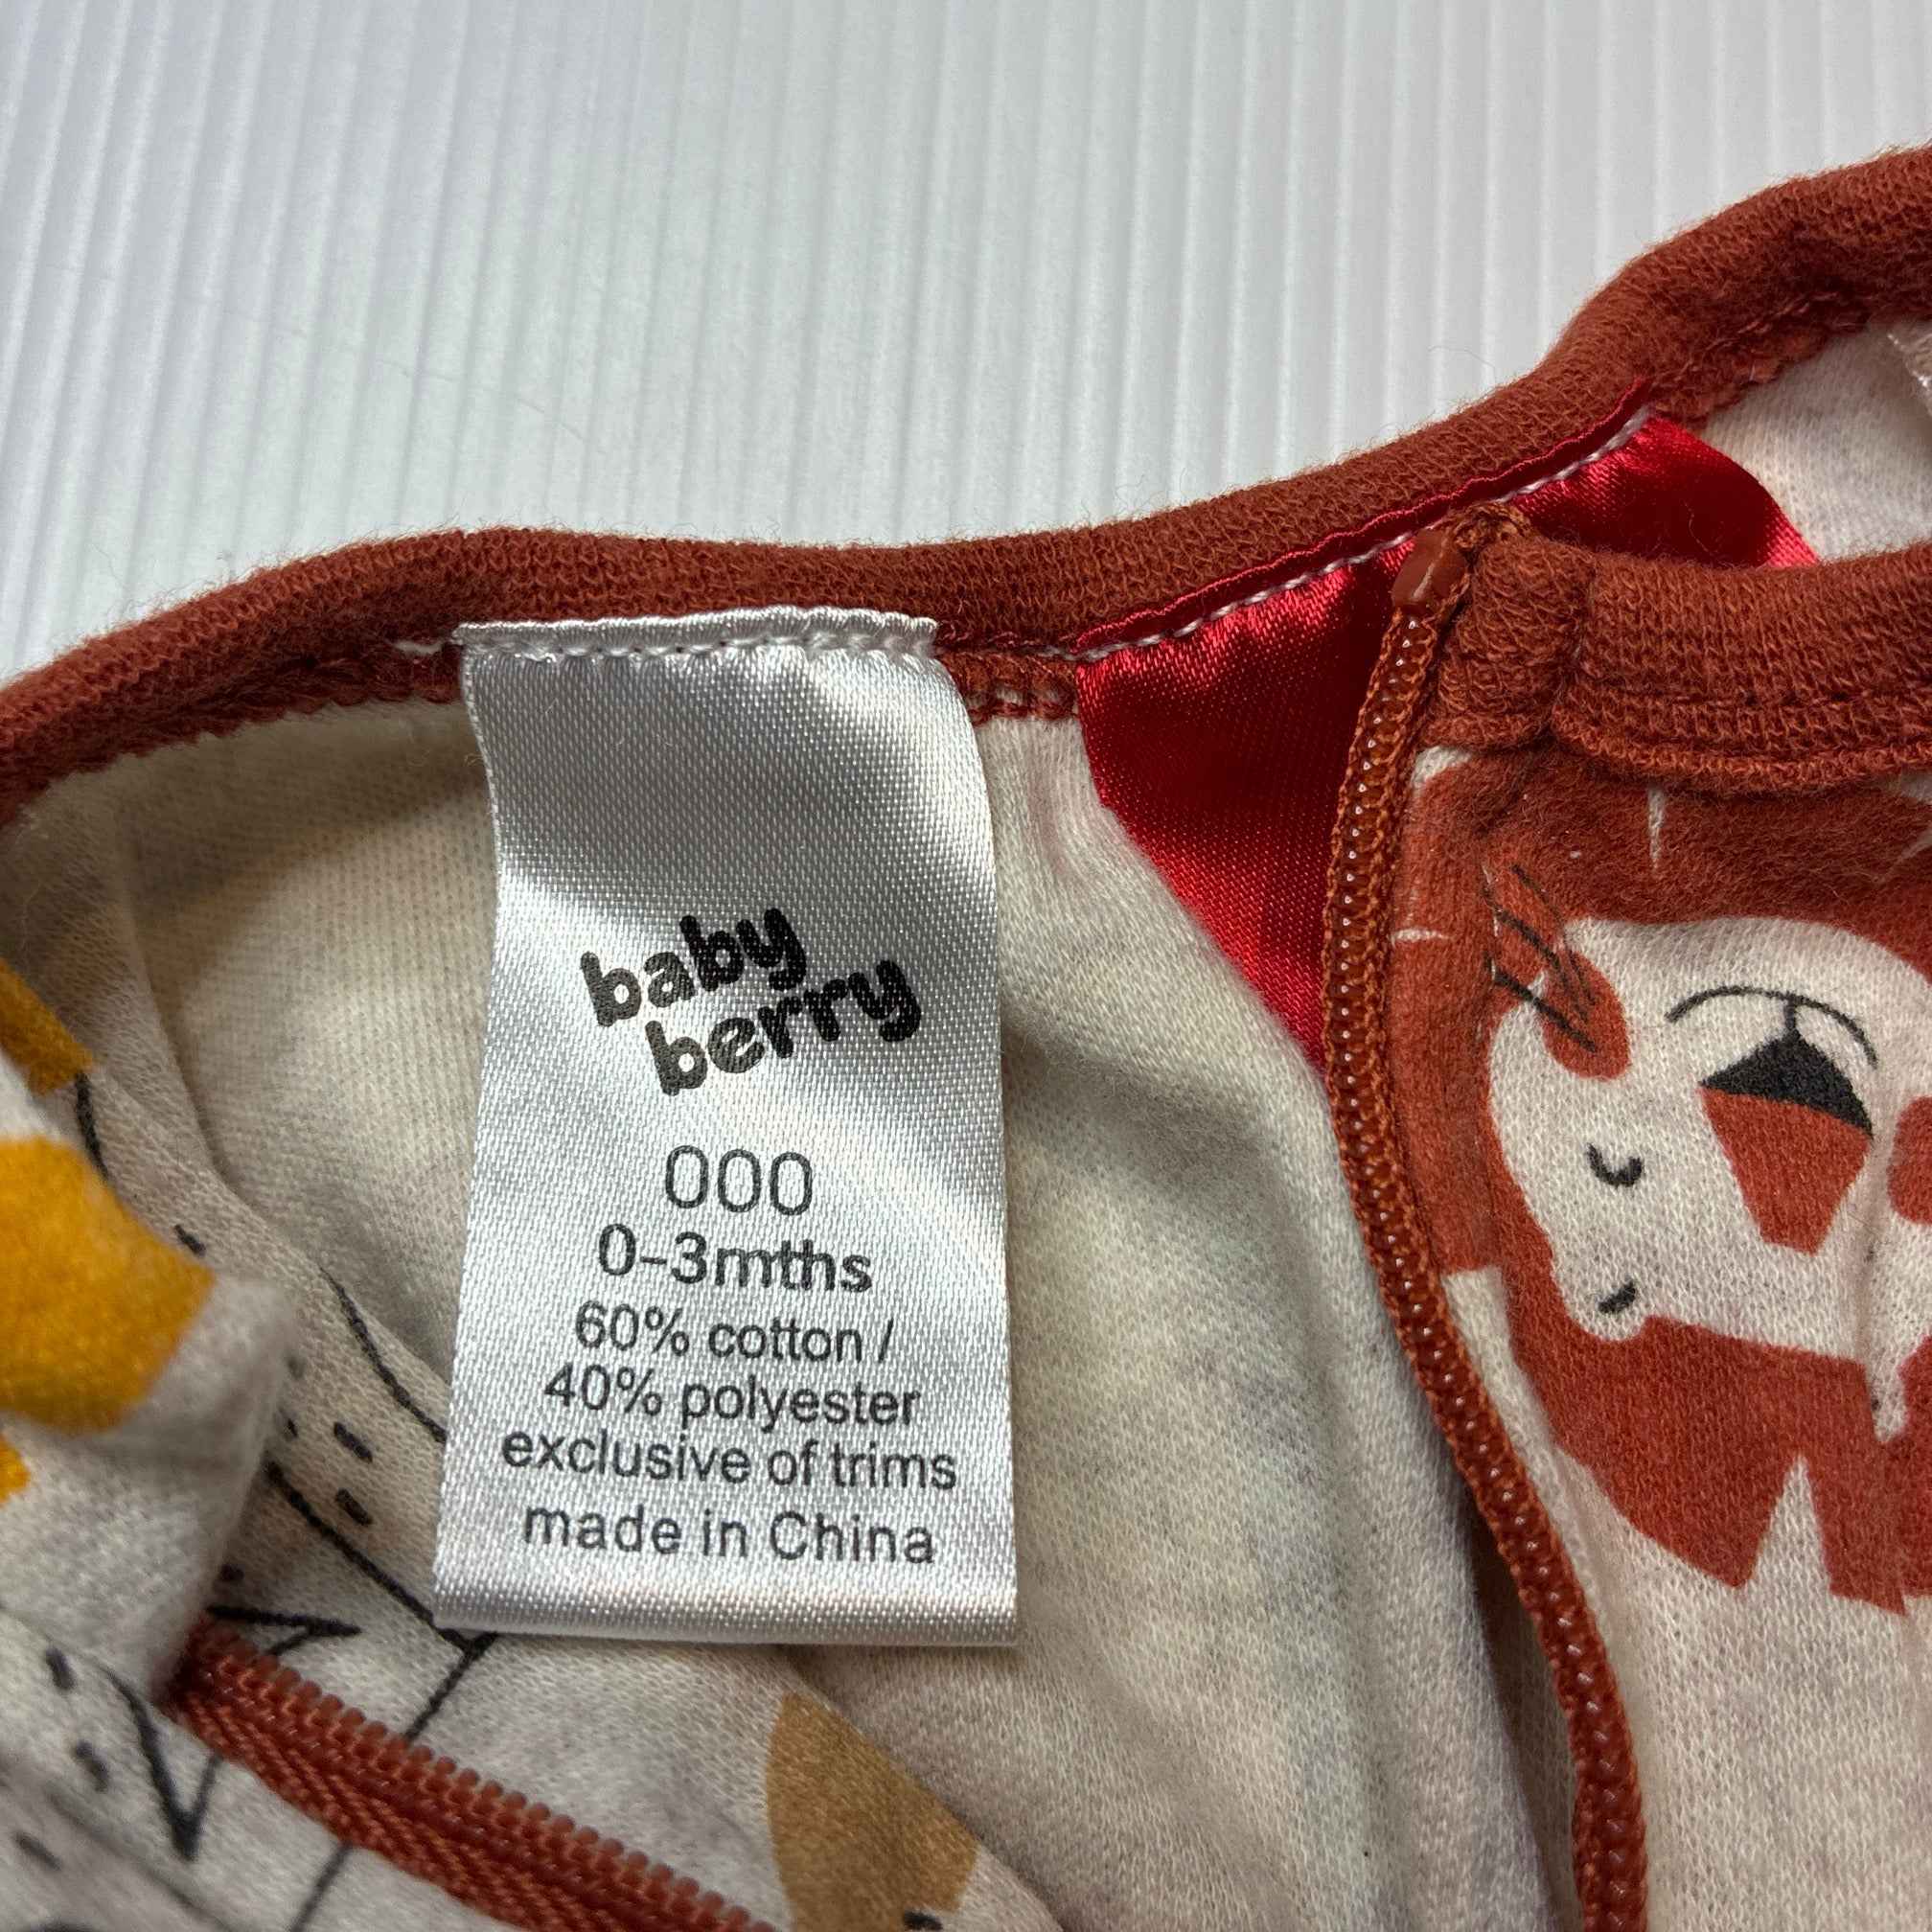 baby
berry
000
0-3mths
60% cotton /
40% polyester
exclusive of trims
made in China